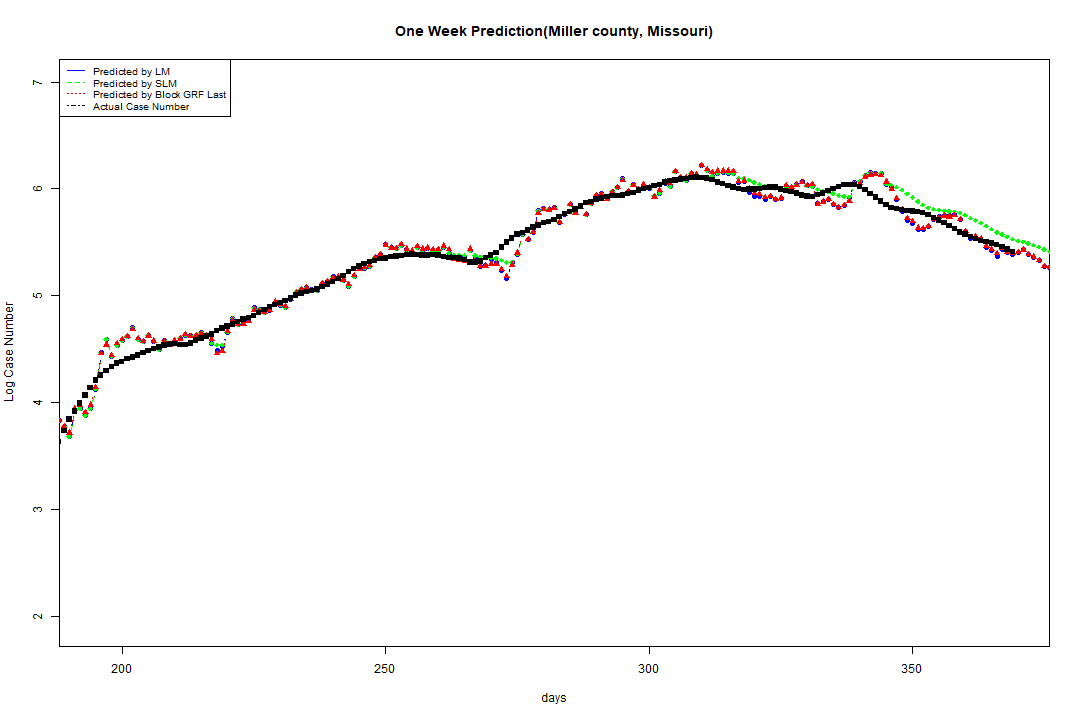 One Week Prediction(Miller county, Missouri)
Predicted by LM
Predicted by SLM
Predicted by Block GRF Last
Actual Case Number
7
6
5
4
3
2
Log Case Number
200 250 300 350
days